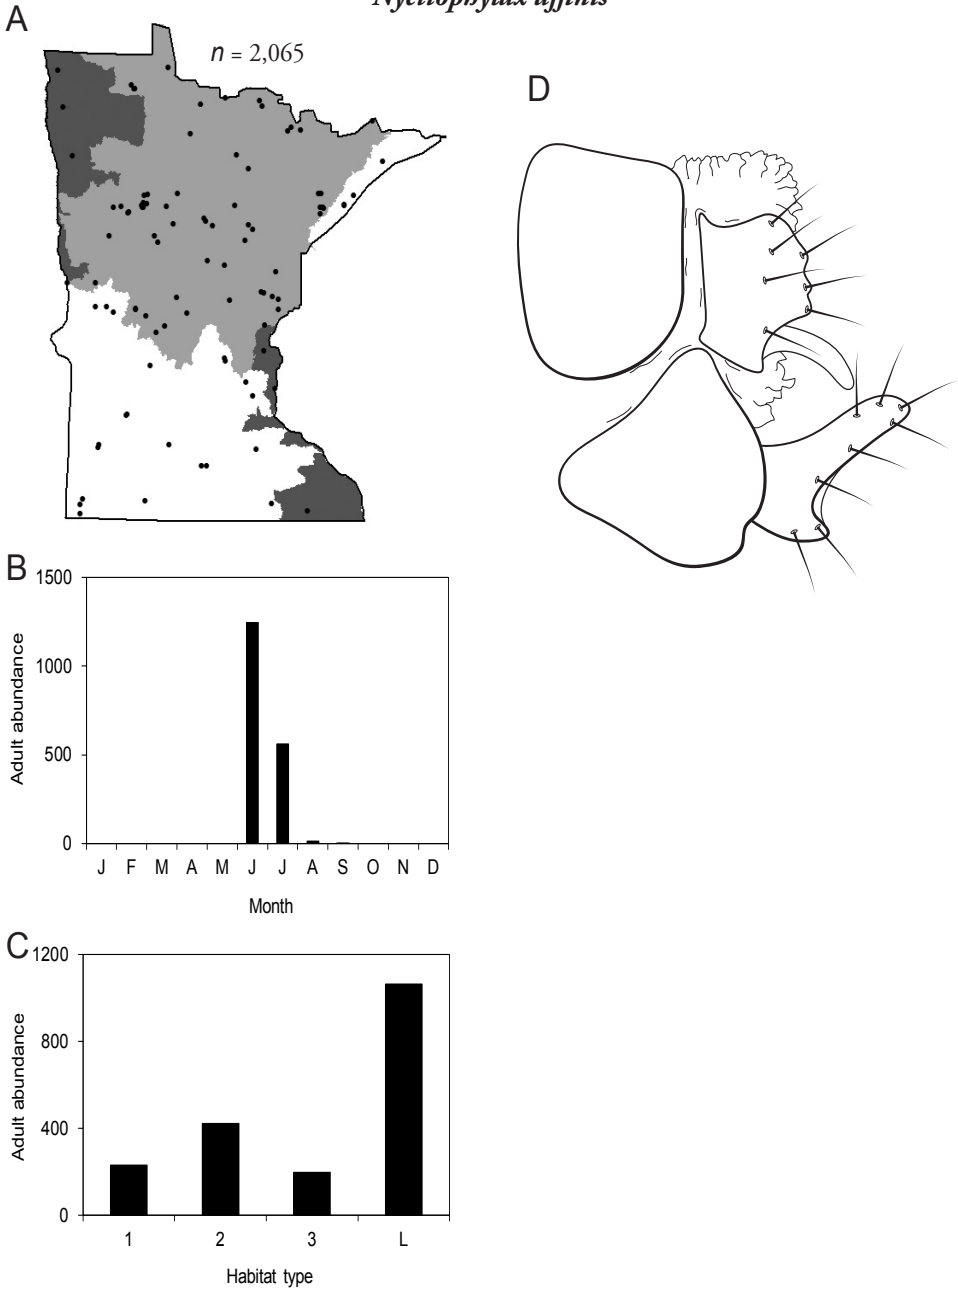 Nyctiophylax affinis
A
n = 2,065
D
B
1500
1000
500
0
Adult abundance
J F M A M J J A S O N D
Month
C
1200
800
400
0
Adult abundance
1 2 3 L
Habitat type